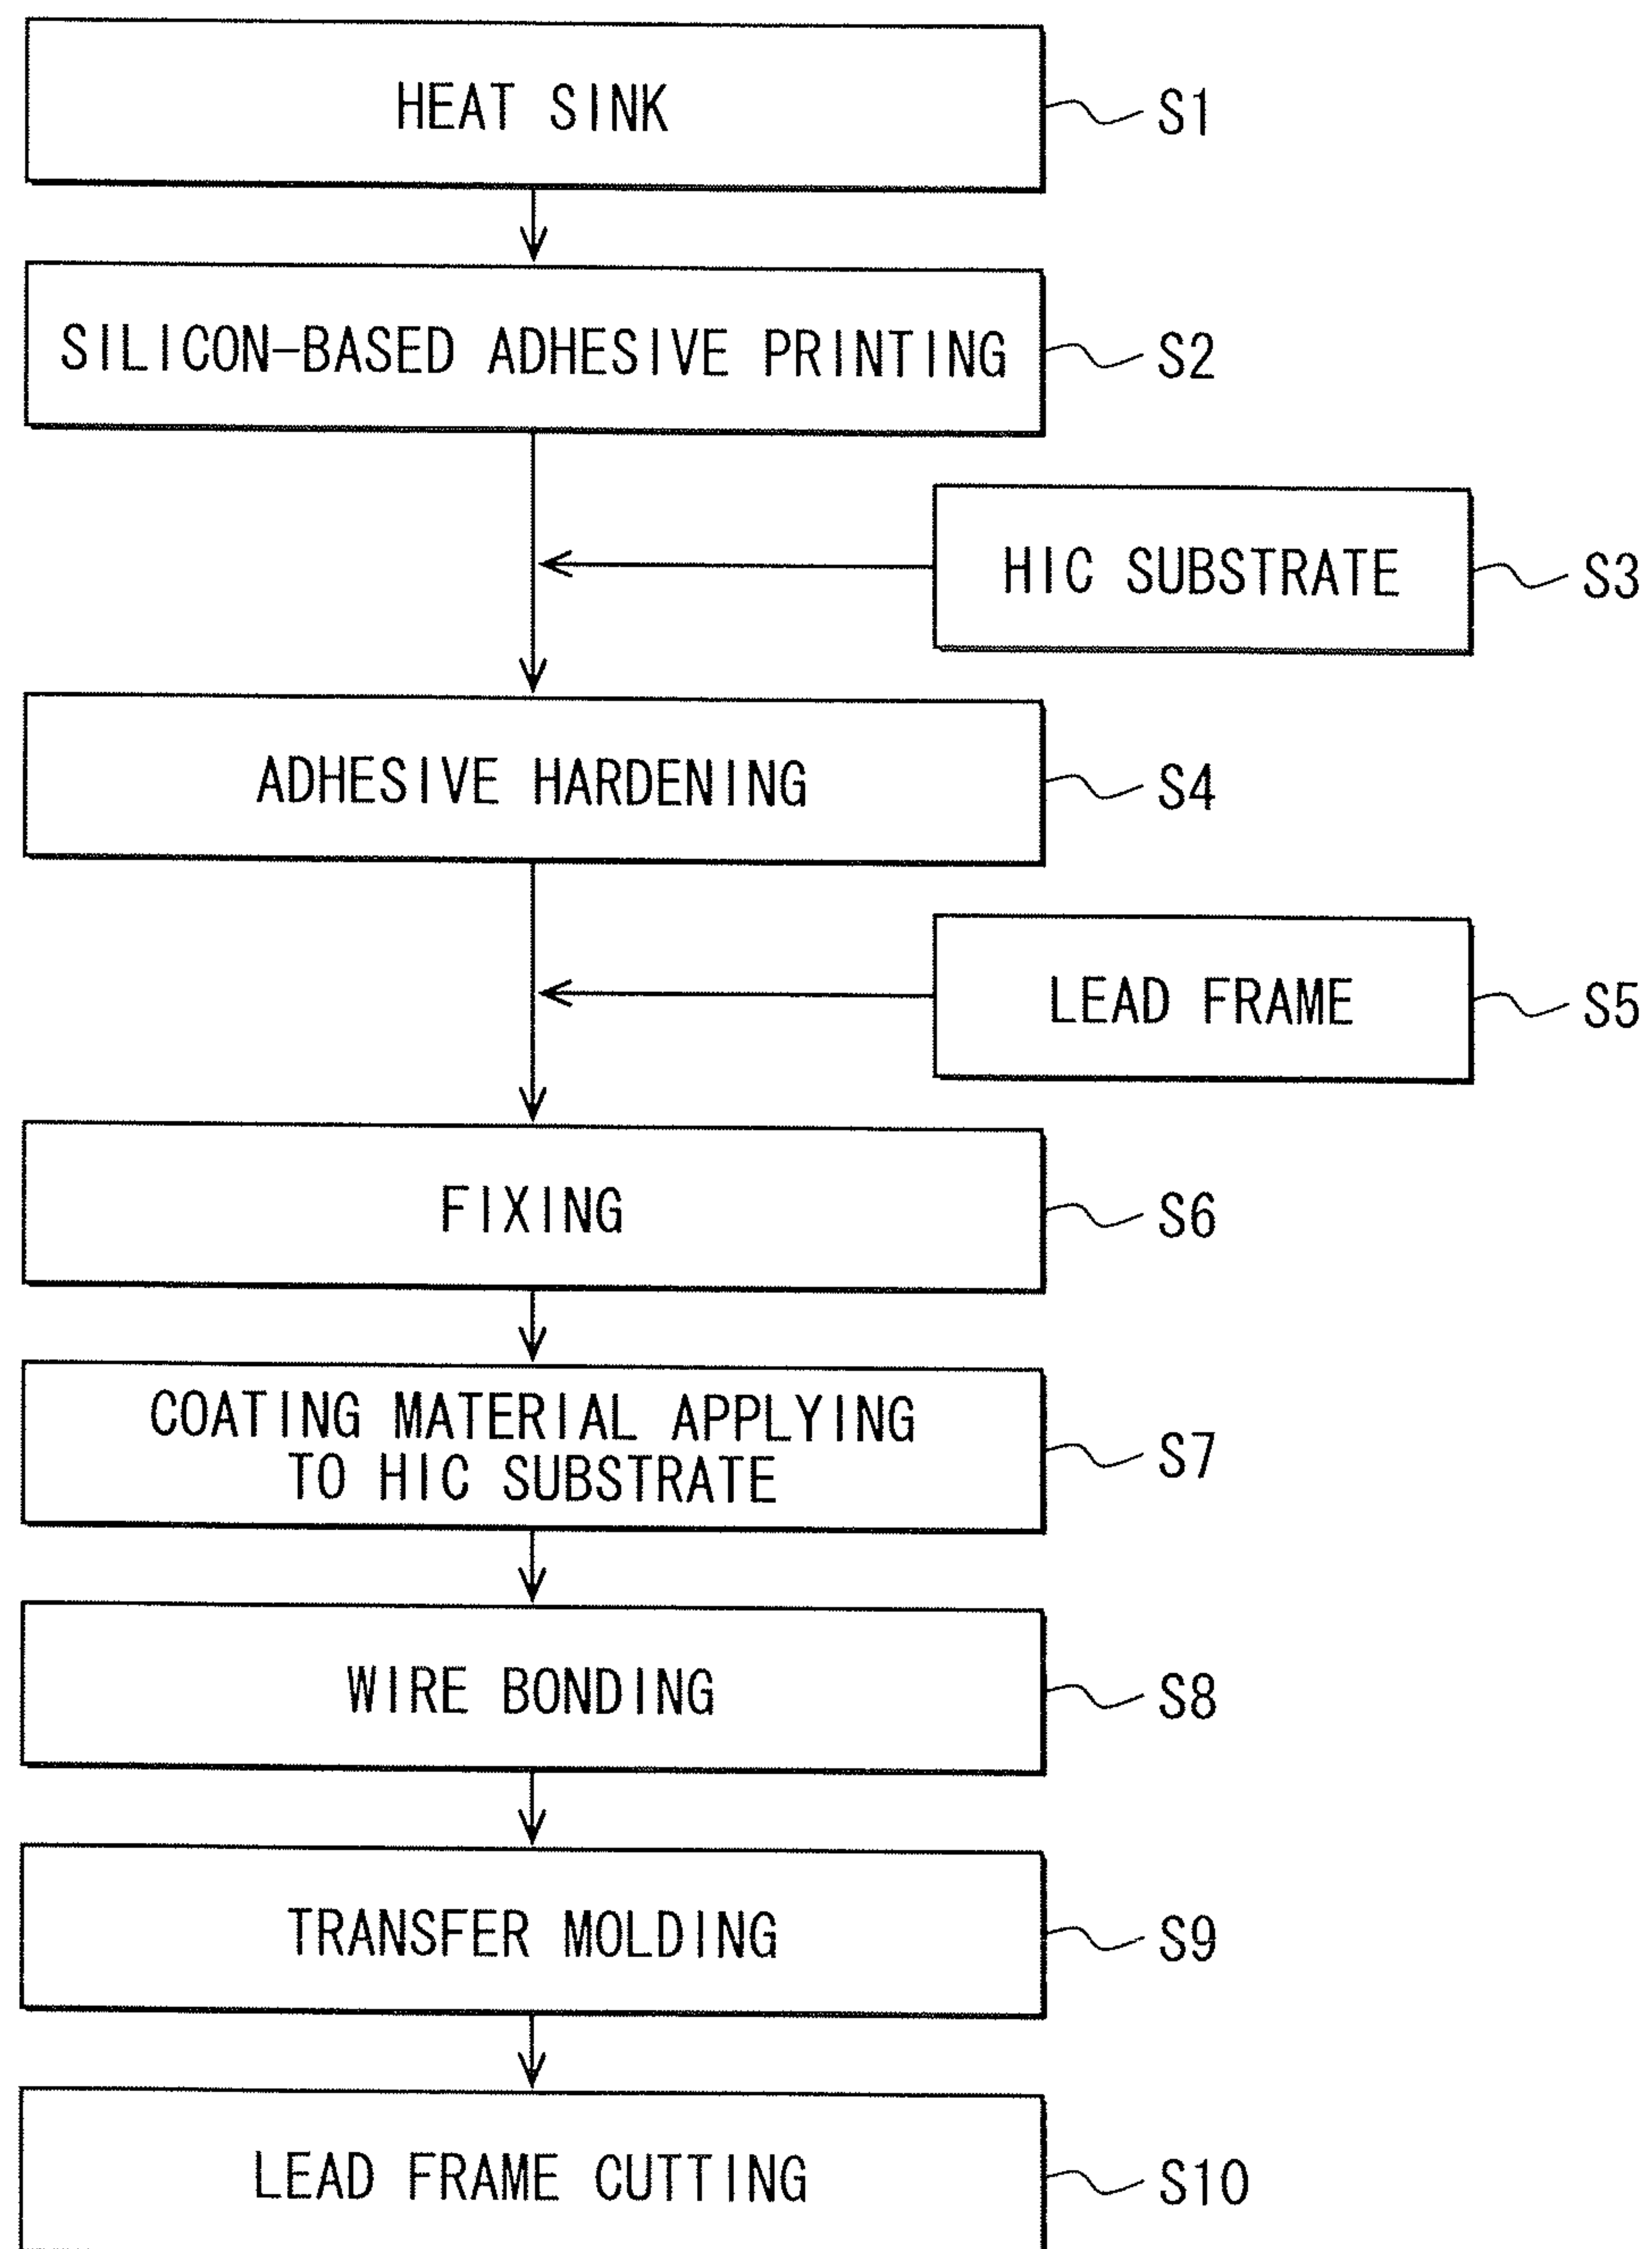 HEAT SINK
S1
SILICON-BASED ADHESIVE PRINTING
S2
HIC SUBSTRATE
S3
ADHESIVE HARDENING
S4
LEAD FRAME
S5
FIXING
S6
COATING MATERIAL APPLYING
TO HIC SUBSTRATE
S7
WIRE BONDING
S8
TRANSFER MOLDING
S9
LEAD FRAME CUTTING
S10